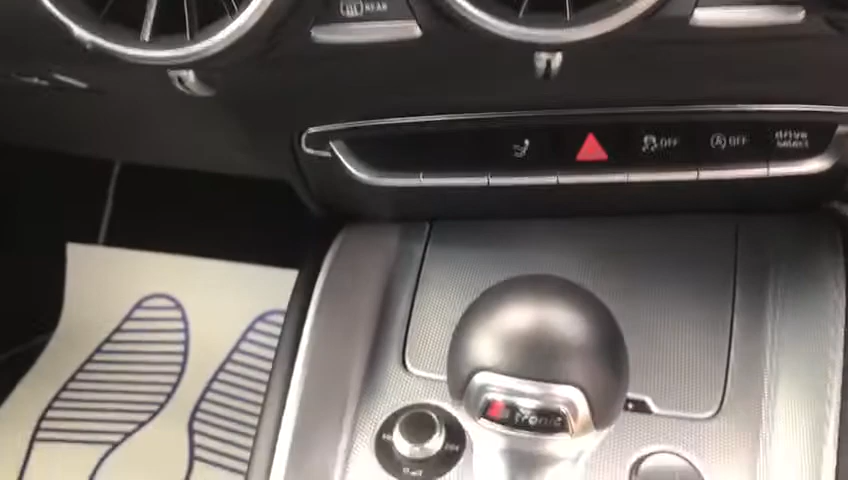 REAR
OFF
OFF
drive
select
S tronic